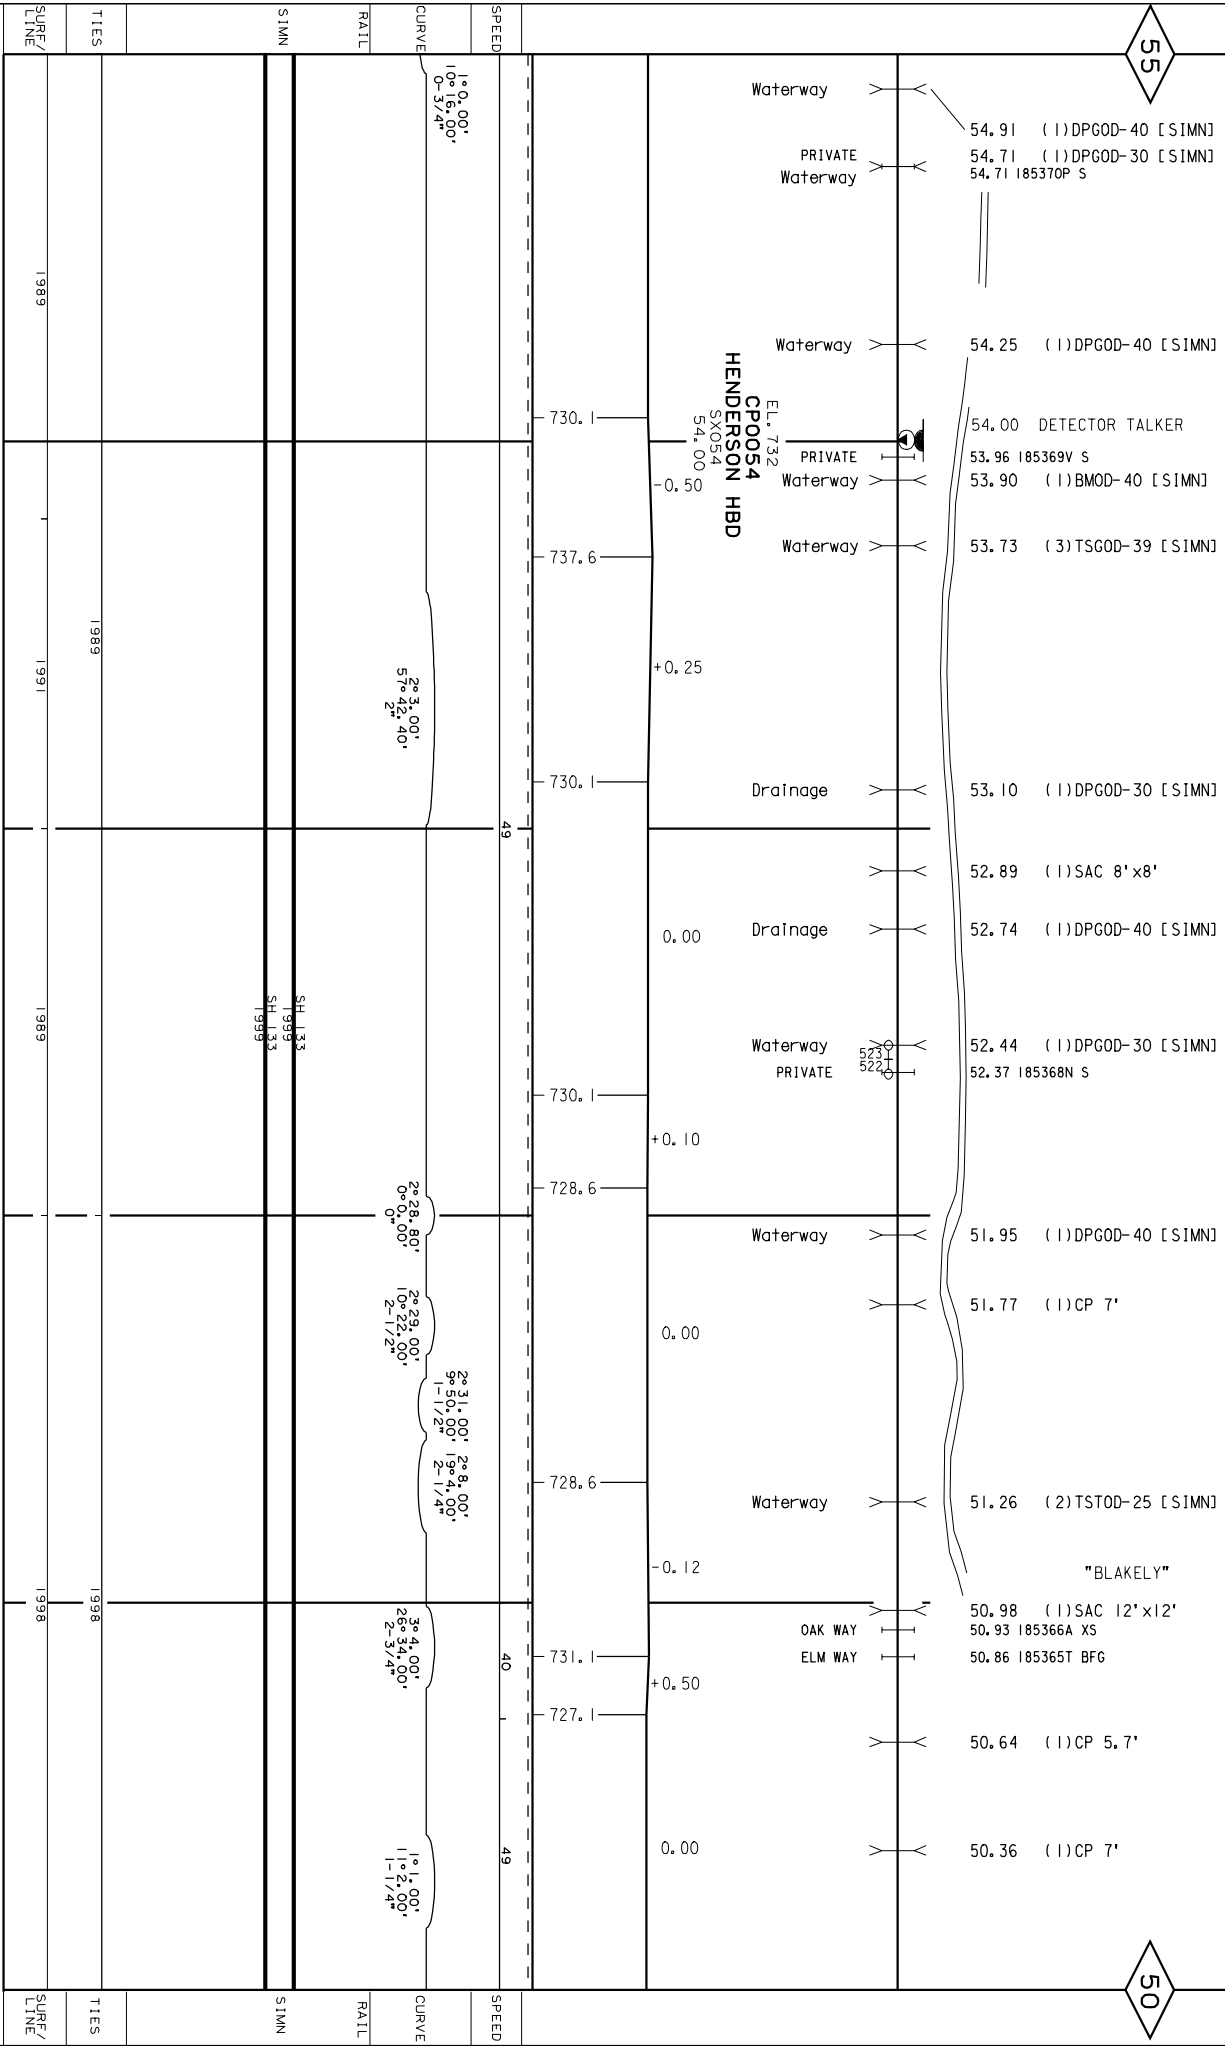 SURF/
LINE
TIES
SIMN
RAIL
CURVE
SPEED
55
Waterway
54.91 (1)DPGOD-40 [SIMN]
PRIVATE
54.71 (1)DPGOD-30 [SIMN]
Waterway
54.71 185370P S
1° 0.00'
10° 16.00'
0-3/4"
1989
Waterway
54.25 (1)DPGOD-40 [SIMN]
730.1
EL. 732
CP0054
HENDERSON HBD
SX054
54.00
54.00 DETECTOR TALKER
PRIVATE
53.96 185369V S
-0.50
Waterway
53.90 (1)BMOD-40 [SIMN]
737.6
Waterway
53.73 (3)TSGOD-39 [SIMN]
1989
1991
+0.25
2° 3.00'
57° 42.40'
2"
730.1
Drainage
53.10 (1)DPGOD-30 [SIMN]
49
52.89 (1)SAC 8'x8'
0.00
Drainage
52.74 (1)DPGOD-40 [SIMN]
1989
SH 133
1999
SH 133
1999
Waterway
523
522
52.44 (1)DPGOD-30 [SIMN]
PRIVATE
52.37 185368N S
730.1
+0.10
728.6
2° 28.80'
0° 0.00'
0"
Waterway
51.95 (1)DPGOD-40 [SIMN]
2° 29.00'
10° 22.00'
2-1/2"
51.77 (1)CP 7'
0.00
2° 31.00'
9° 50.00'
1-1/2"
2° 8.00'
19° 4.00'
2-1/4"
728.6
Waterway
51.26 (2)TSTOD-25 [SIMN]
-0.12
"BLAKELY"
1998
1998
50.98 (1)SAC 12'x12'
OAK WAY
50.93 185366A XS
ELM WAY
50.86 185365T BFG
3° 4.00'
26° 34.00'
2-3/4"
40
731.1
+0.50
727.1
50.64 (1)CP 5.7'
49
0.00
50.36 (1)CP 7'
1° 1.00'
11° 2.00'
1-1/4"
SURF/
LINE
TIES
SIMN
RAIL
CURVE
SPEED
50